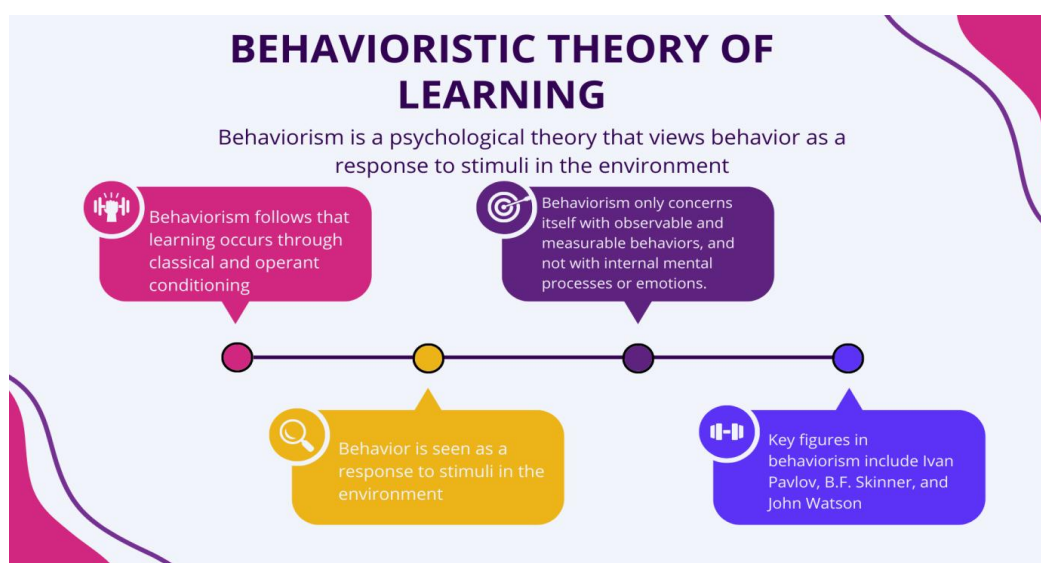 BEHAVIORISTIC THEORY OF
LEARNING
Behaviorism is a psychological theory that views behavior as a
response to stimuli in the environment
Behaviorism follows that
learning occurs through
classical and operant
conditioning
Behavior is seen as a
response to stimuli in the
environment
Behaviorism only concerns
itself with observable and
measurable behaviors, and
not with internal mental
processes or emotions.
Key figures in
behaviorism include Ivan
Pavlov, B.F. Skinner, and
John Watson